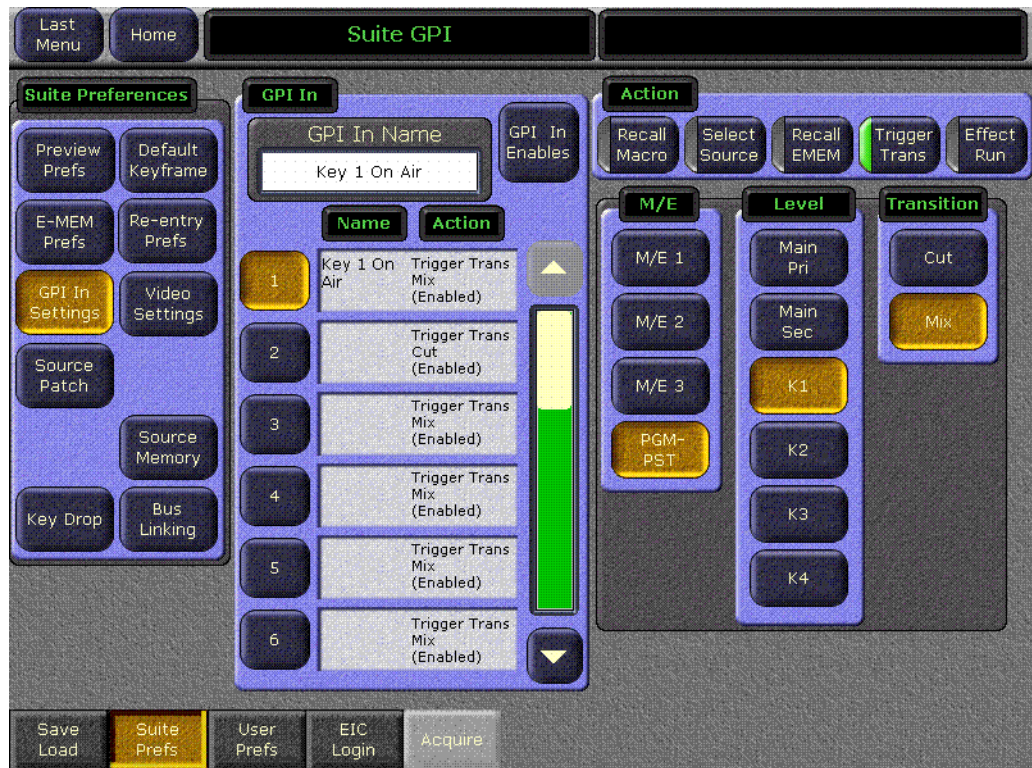 Last
Menu
Home
Suite GPI
Suite Preferences
Preview
Prefs
Default
Keyframe
E-MEM
Prefs
Re-entry
Prefs
GPI In
Settings
Video
Settings
Source
Patch
Source
Memory
Key Drop
Bus
Linking
GPI In
GPI In Name
Key 1 On Air
GPI In
Enables
Name
Action
1
Key 1 On
Air
Trigger Trans
Mix
(Enabled)
2
Trigger Trans
Cut
(Enabled)
3
Trigger Trans
Mix
(Enabled)
4
Trigger Trans
Mix
(Enabled)
5
Trigger Trans
Mix
(Enabled)
6
Trigger Trans
Mix
(Enabled)
Action
Recall
Macro
Select
Source
Recall
EMEM
Trigger
Trans
Effect
Run
M/E
M/E 1
M/E 2
M/E 3
PGM-
PST
Level
Main
Pri
Main
Sec
K1
K2
K3
K4
Transition
Cut
Mix
Save
Load
Suite
Prefs
User
Prefs
EIC
Login
Acquire